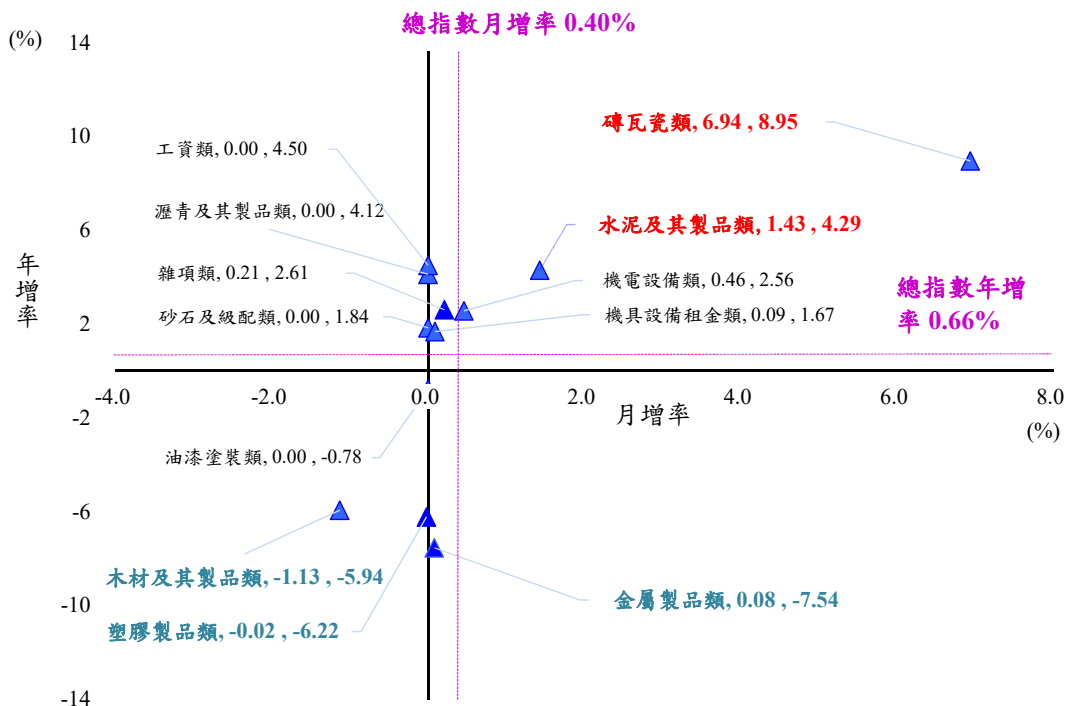 總指數月增率 0.40%
(%)
14
10
磚瓦瓷類, 6.94 , 8.95
工資類, 0.00 , 4.50
瀝青及其製品類, 0.00 , 4.12
6
水泥及其製品類, 1.43 , 4.29
年增率
雜項類, 0.21 , 2.61
機電設備類, 0.46 , 2.56
總指數年增
率 0.66%
砂石及級配類, 0.00 , 1.84
機具設備租金類, 0.09 , 1.67
2
-4.0
-2.0
0.0
2.0
4.0
6.0
8.0
月增率
(%)
-2
油漆塗裝類, 0.00 , -0.78
-6
木材及其製品類, -1.13 , -5.94
金屬製品類, 0.08 , -7.54
-10
塑膠製品類, -0.02 , -6.22
-14